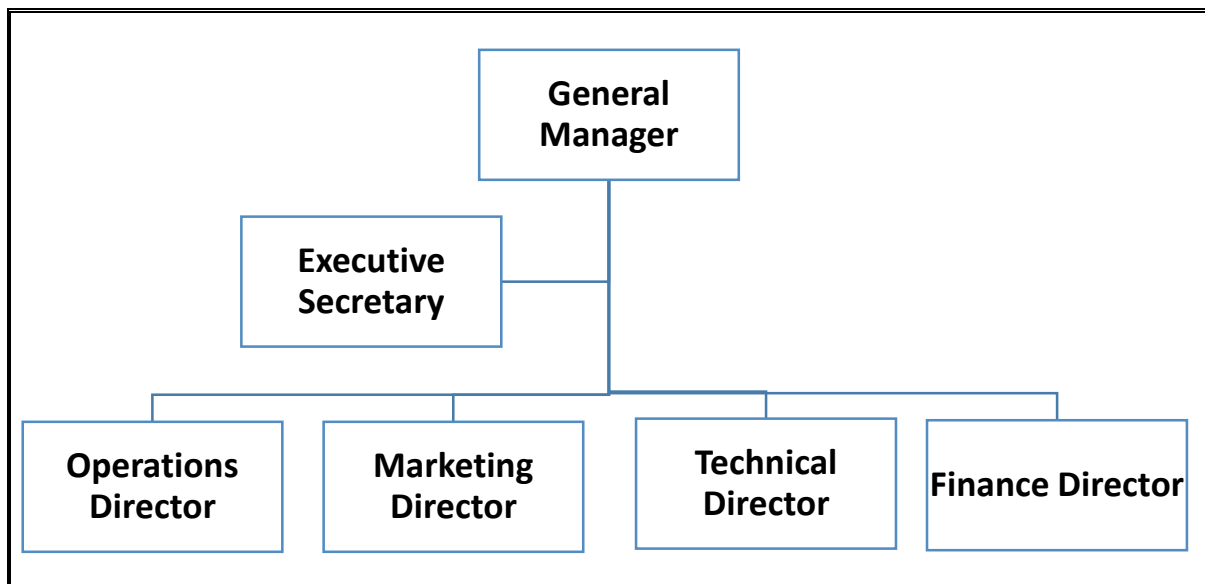 General
Manager
Executive
Secretary
Operations
Director
Marketing
Director
Technical
Director
Finance Director